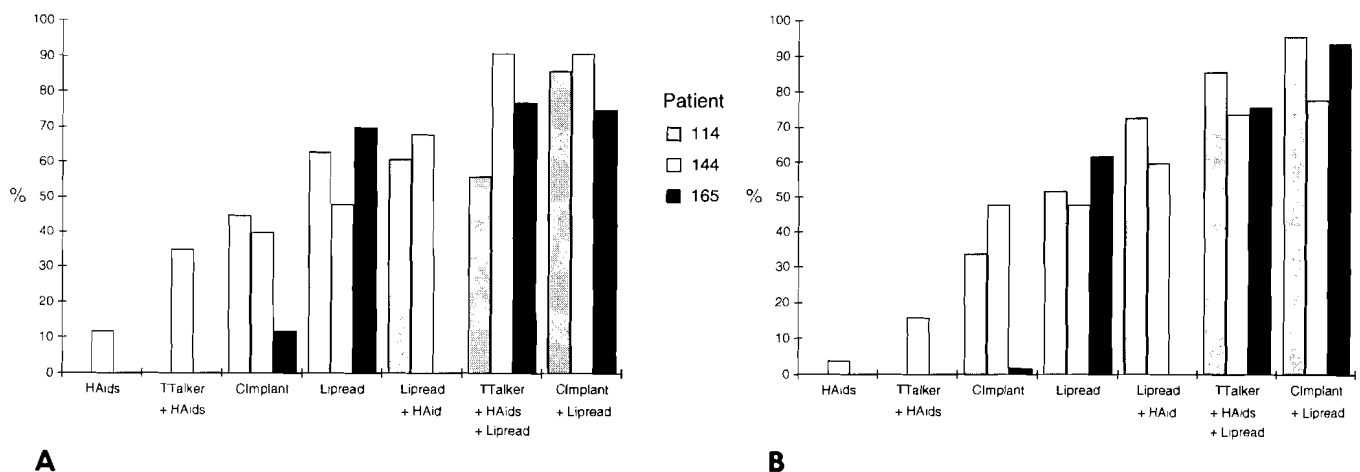 100
90
80
70
60
50
40
30
20
10
0
%
HAids
TTalker
+ HAids
CImplant
Lipread
Lipread
+ HAid
TTalker
+ HAids
+ Lipread
CImplant
+ Lipread
A
Patient
114
144
165
100
90
80
70
60
50
40
30
20
10
0
%
HAids
TTalker
+ HAids
CImplant
Lipread
Lipread
+ HAid
TTalker
+ HAids
+ Lipread
CImplant
+ Lipread
B